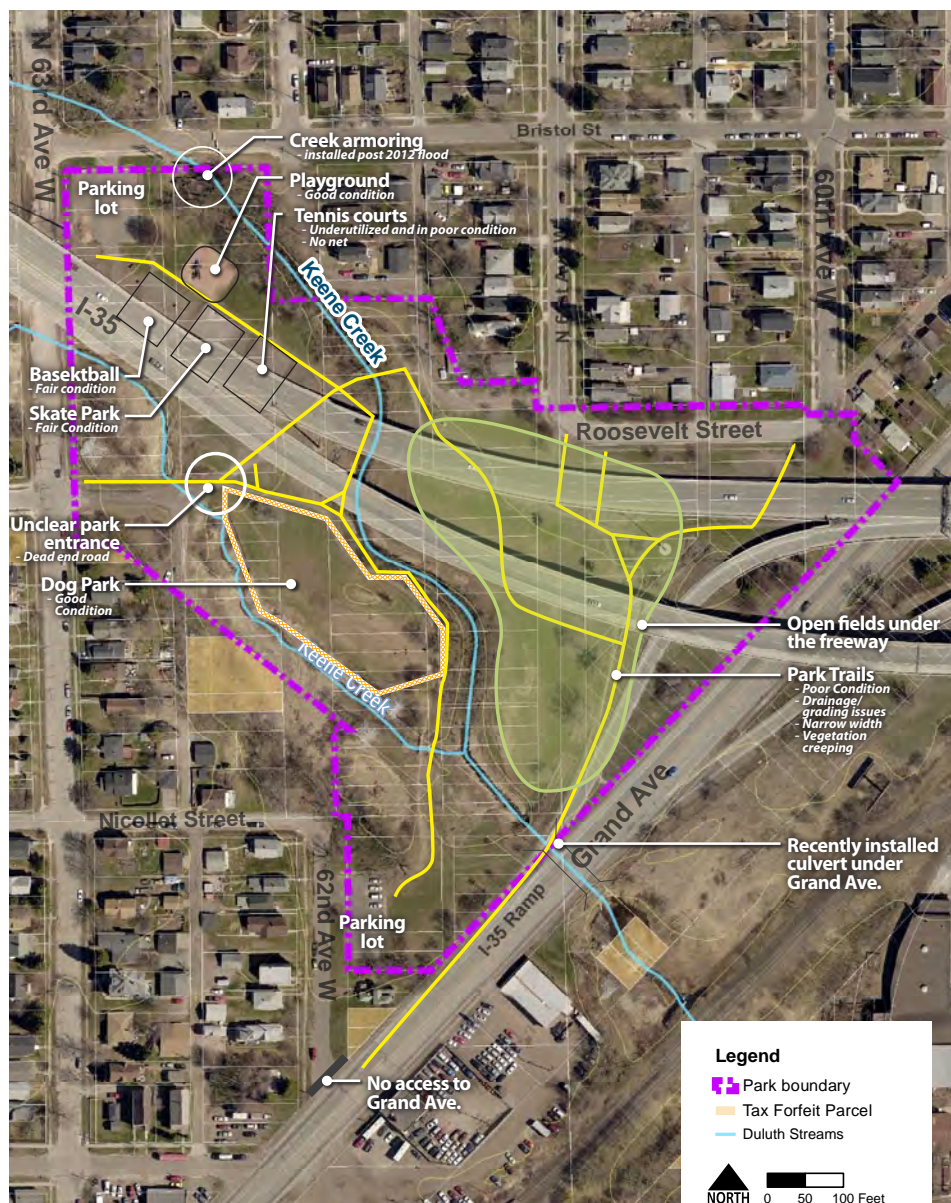 N 63rd Ave W
Bristol St
Creek armoring
- installed post 2012 flood
Parking
lot
Playground
- Good condition
Tennis courts
- Underutilized and in poor condition
- No net
60th Ave W
Keene Creek
I-35
Basektball
- Fair condition
Skate Park
- Fair Condition
Roosevelt Street
Unclear park
entrance
- Dead end road
Dog Park
- Good
Condition
Open fields under
the freeway
Keene Creek
Park Trails
- Poor Condition
- Drainage/
grading issues
- Narrow width
- Vegetation
creeping
Nicollet Street
Grand Ave
Recently installed
culvert under
Grand Ave.
62nd Ave W
I-35 Ramp
Parking
lot
No access to
Grand Ave.
Legend
Park boundary
Tax Forfeit Parcel
Duluth Streams
NORTH
0 50 100 Feet